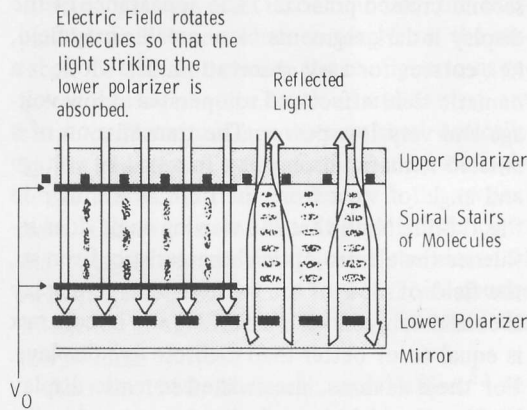 Electric Field rotates
molecules so that the
light striking the
lower polarizer is
absorbed
Reflected
Light
Upper Polarizer
Spiral Stairs
of Molecules
Lower Polarizer
Mirror
V0